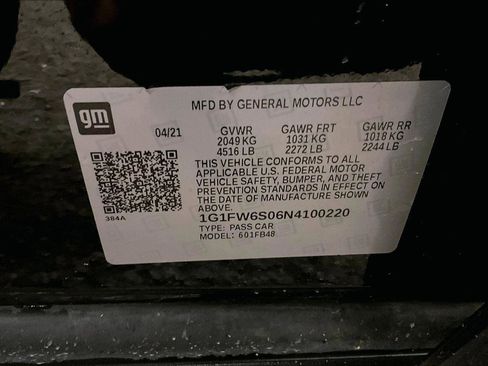 gm
MFD BY GENERAL MOTORS LLC
04/21 GVWR GAWR FRT GAWR RR
2049 KG 1031 KG 1018 KG
4516 LB 2272 LB 2244 LB
THIS VEHICLE CONFORMS TO ALL
APPLICABLE U.S. FEDERAL MOTOR
VEHICLE SAFETY, BUMPER, AND THEFT
PREVENTION STANDARDS IN EFFECT ON
THE DATE OF MANUFACTURE SHOWN
ABOVE.
384A
1G1FW6S06N4100220
TYPE: PASS CAR
MODEL: 601FB48